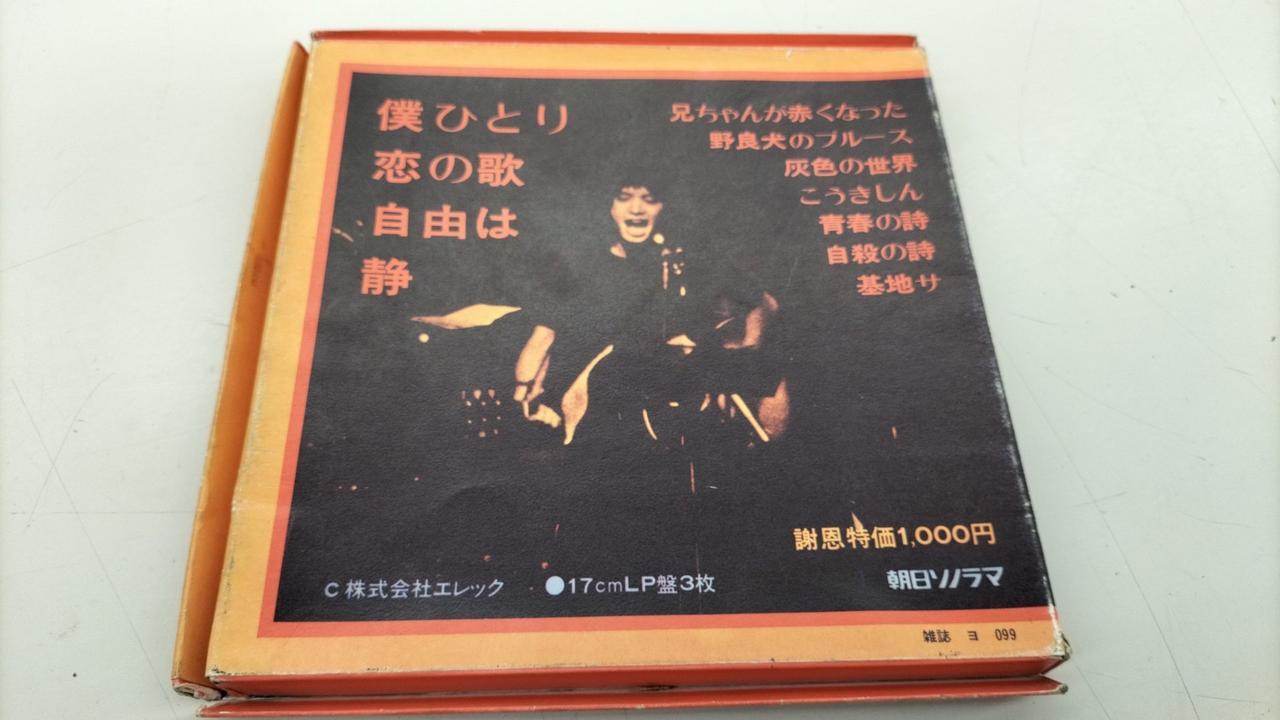 僕ひとり
恋の歌
自由は
静
兄ちゃんが赤くなった
野良犬のブルース
灰色の世界
こうきしん
青春の詩
自殺の詩
基地サ
謝恩特価1,000円
C 株式会社エレック ●17cmLP盤3枚
朝日ソノラマ
雑誌 ヨ 099